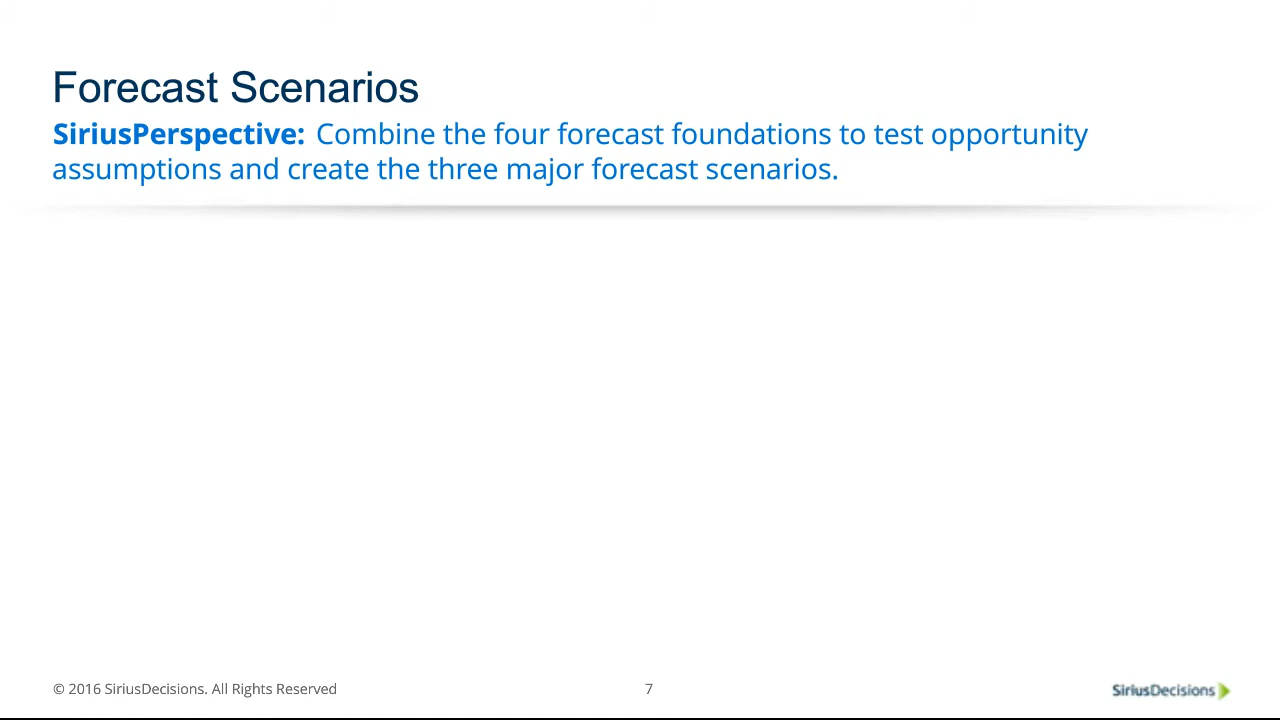 Forecast Scenarios
SiriusPerspective: Combine the four forecast foundations to test opportunity
assumptions and create the three major forecast scenarios.
© 2016 SiriusDecisions. All Rights Reserved
7
SiriusDecisions